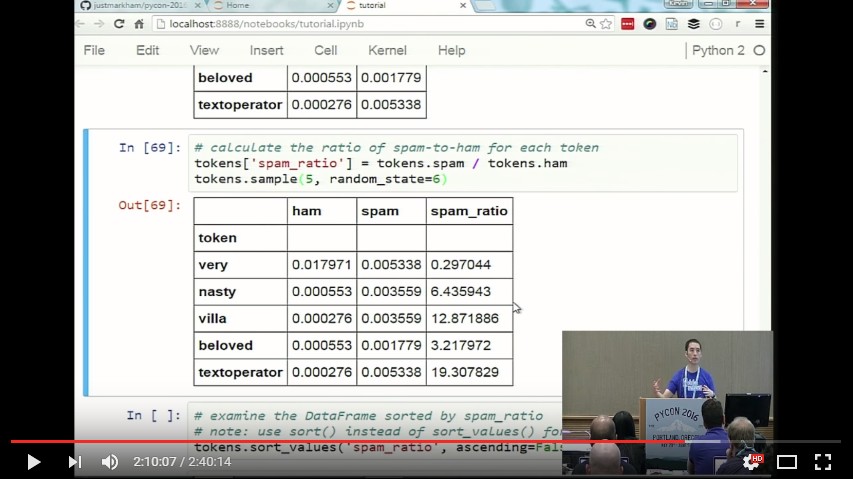 justmarkham/pycon-201
Home
tutorial
localhost:8888/notebooks/tutorial.ipynb
File Edit View Insert Cell Kernel Help Python 2
beloved 0.000553 0.001779
textoperator 0.000276 0.005338
In [69]: # calculate the ratio of spam-to-ham for each token
tokens['spam_ratio'] = tokens.spam / tokens.ham
tokens.sample(5, random_state=6)
Out[69]:
ham spam spam_ratio
token
very 0.017971 0.005338 0.297044
nasty 0.000553 0.003559 6.435943
villa 0.000276 0.003559 12.871886
beloved 0.000553 0.001779 3.217972
textoperator 0.000276 0.005338 19.307829
In [ ]: # examine the DataFrame sorted by spam_ratio
# note: use sort() instead of sort_values() fo
tokens.sort_values('spam_ratio', ascending=Fals
PYCON 2016
PORTLAND, OREGON
2:10:07 / 2:40:14
HD